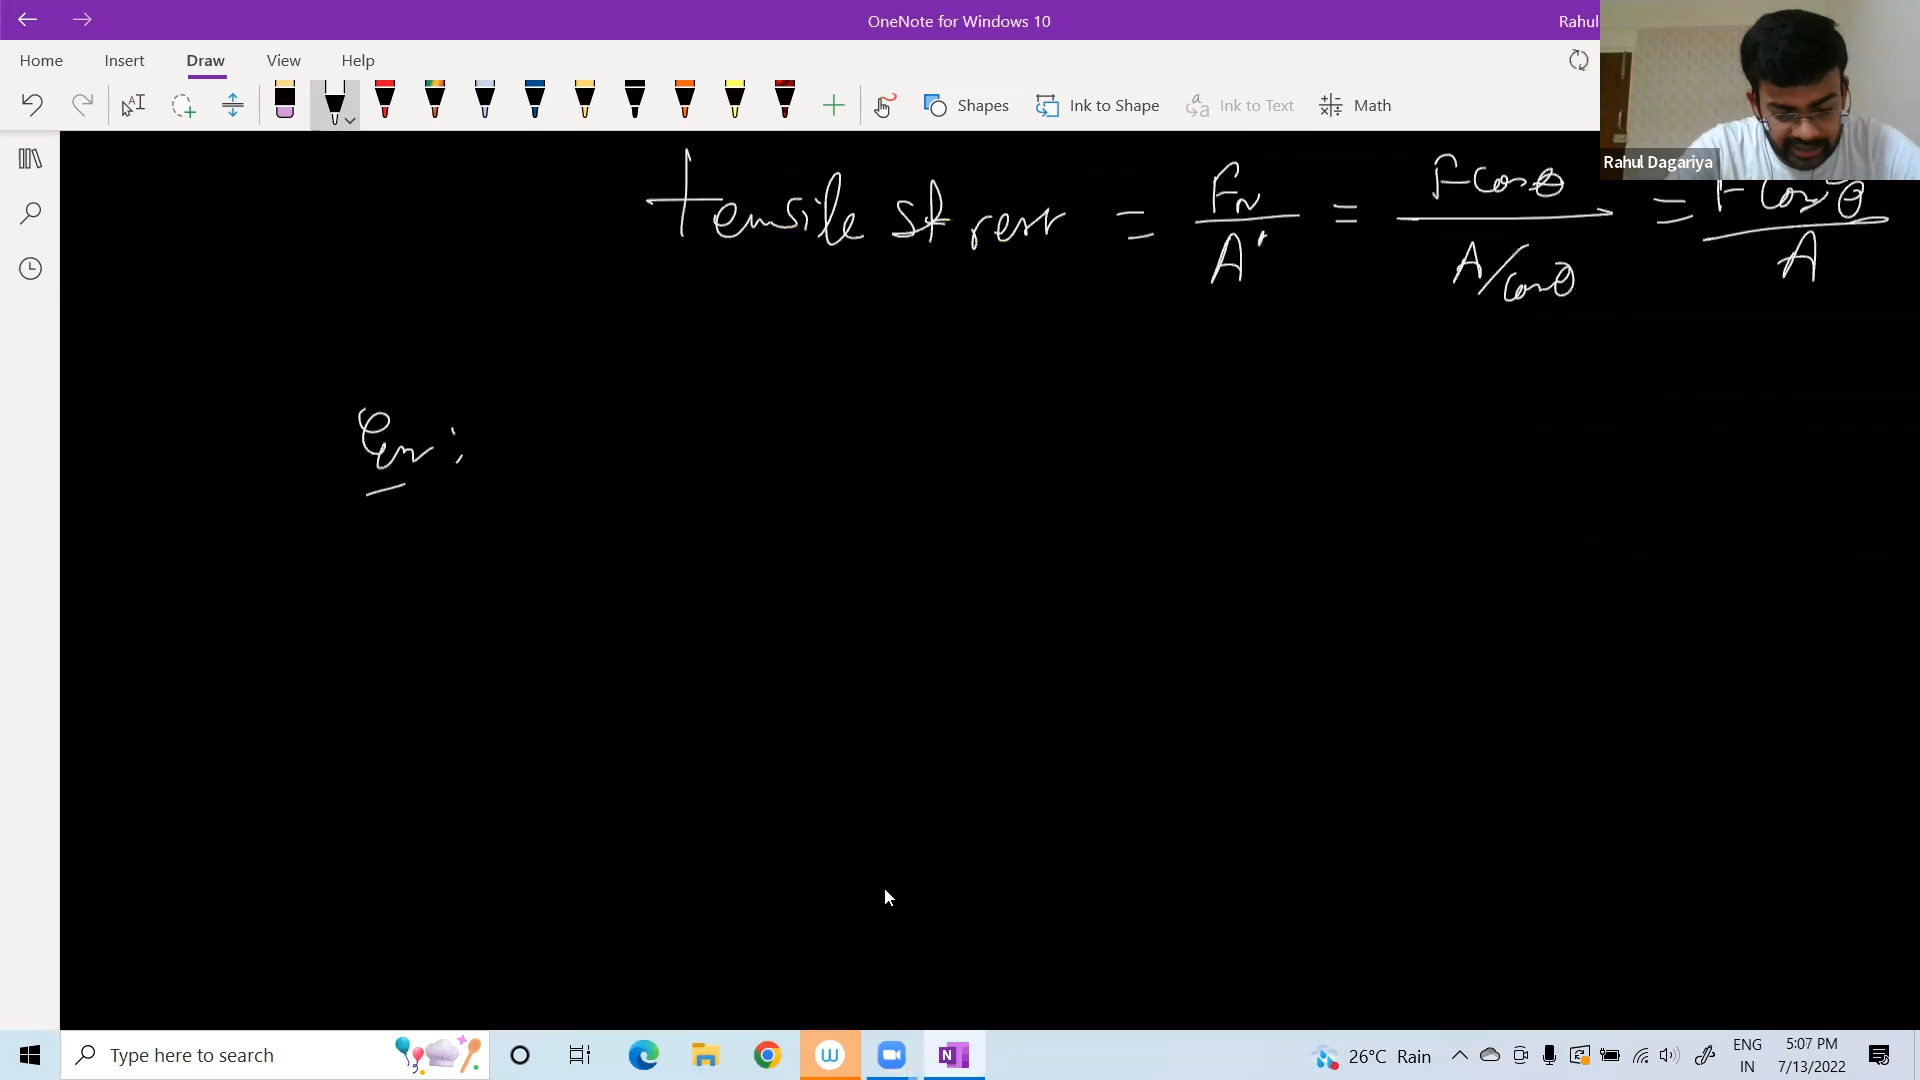 OneNote for Windows 10
Rahul
Home Insert Draw View Help
Shapes Ink to Shape Ink to Text Math
Rahul Dagariya
tensile stress = F_N / A' = F cosθ / A/cosθ = F cos²θ / A
Ex :
Type here to search
26°C Rain
ENG
IN
5:07 PM
7/13/2022